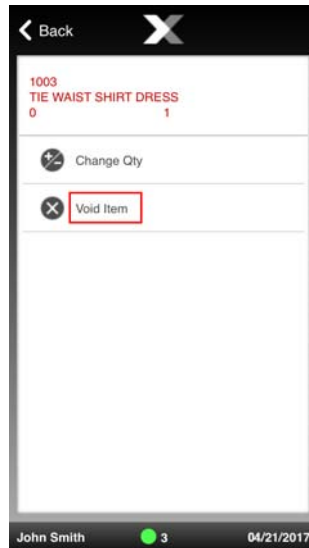 Back
1003
TIE WAIST SHIRT DRESS
0 1
Change Qty
Void Item
John Smith 3 04/21/2017